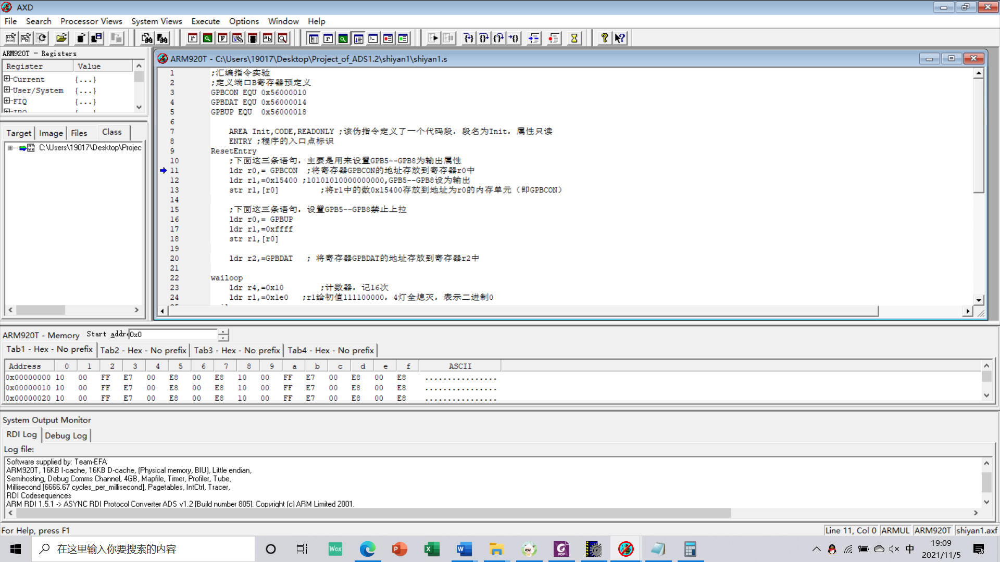 AXD
File Search Processor Views System Views Execute Options Window Help
ARM920T - Registers
Register Value
Current {...}
User/System {...}
FIQ {...}
Target Image Files Class
C:\Users\19017\Desktop\Projec
ARM920T - C:\Users\19017\Desktop\Project_of_ADS1.2\shiyan1\shiyan1.s
1 ;汇编指令实验
2 ;定义端口B寄存器预定义
3 GPBCON EQU 0x56000010
4 GPBDAT EQU 0x56000014
5 GPBUP EQU 0x56000018
6
7 AREA Init,CODE,READONLY ;该伪指令定义了一个代码段，段名为Init，属性只读
8 ENTRY ;程序的入口点标识
9 ResetEntry
10 ;下面这三条语句，主要是用来设置GPB5--GPB8为输出属性
11 ldr r0,= GPBCON ;将寄存器GPBCON的地址存放到寄存器r0中
12 ldr r1,=0x15400 ;10101010000000000,GPB5--GPB8设为输出
13 str r1,[r0] ;将r1中的数0x15400存放到地址为r0的内存单元（即GPBCON）
14
15 ;下面这三条语句，设置GPB5--GPB8禁止上拉
16 ldr r0,= GPBUP
17 ldr r1,=0xffff
18 str r1,[r0]
19
20 ldr r2,=GPBDAT ; 将寄存器GPBDAT的地址存放到寄存器r2中
21
22 wailoop
23 ldr r4,=0x10 ;计数器，记16次
24 ldr r1,=0x1e0 ;r1给初值111100000，4灯全熄灭，表示二进制0
ARM920T - Memory Start addre 0x0
Tab1 - Hex - No prefix Tab2 - Hex - No prefix Tab3 - Hex - No prefix Tab4 - Hex - No prefix
Address 0 1 2 3 4 5 6 7 8 9 a b c d e f ASCII
0x00000000 10 00 FF E7 00 E8 00 E8 10 00 FF E7 00 E8 00 E8 ................
0x00000010 10 00 FF E7 00 E8 00 E8 10 00 FF E7 00 E8 00 E8 ................
0x00000020 10 00 FF E7 00 E8 00 E8 10 00 FF E7 00 E8 00 E8 ................
System Output Monitor
RDI Log Debug Log
Log file:
Software supplied by: Team-EFA
ARM920T, 16KB I-cache, 16KB D-cache, (Physical memory, BIU), Little endian,
Semihosting, Debug Comms Channel, 4GB, Mapfile, Timer, Profiler, Tube,
Millisecond [6666.67 cycles_per_millisecond], Pagetables, IntCtrl, Tracer,
RDI Codesequences
ARM RDI 1.5.1 -> ASYNC RDI Protocol Converter ADS v1.2 [Build number 805]. Copyright (c) ARM Limited 2001.
For Help, press F1
Line 11, Col 0 ARMUL ARM920T shiyan1.axf
在这里输入你要搜索的内容
中
19:09
2021/11/5